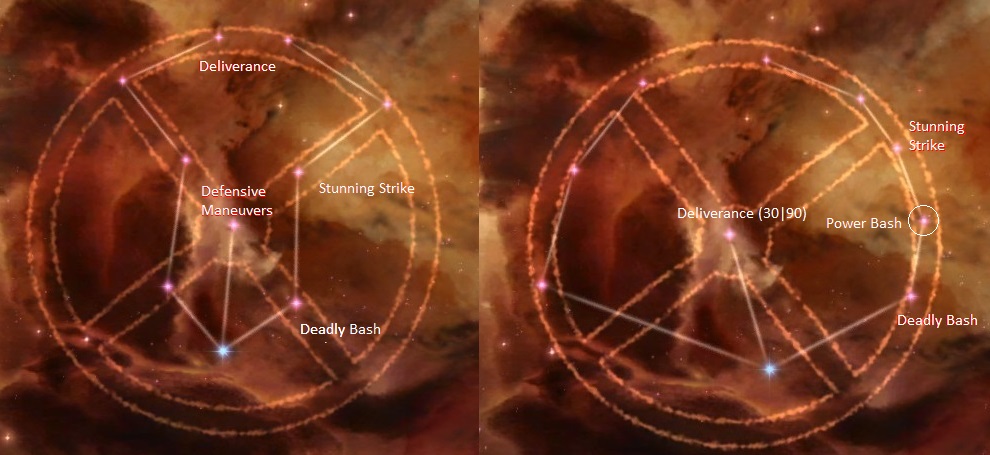 Deliverance
Defensive
Maneuvers
Stunning Strike
Deadly Bash
Stunning
Strike
Deliverance (30|90)
Power Bash
Deadly Bash